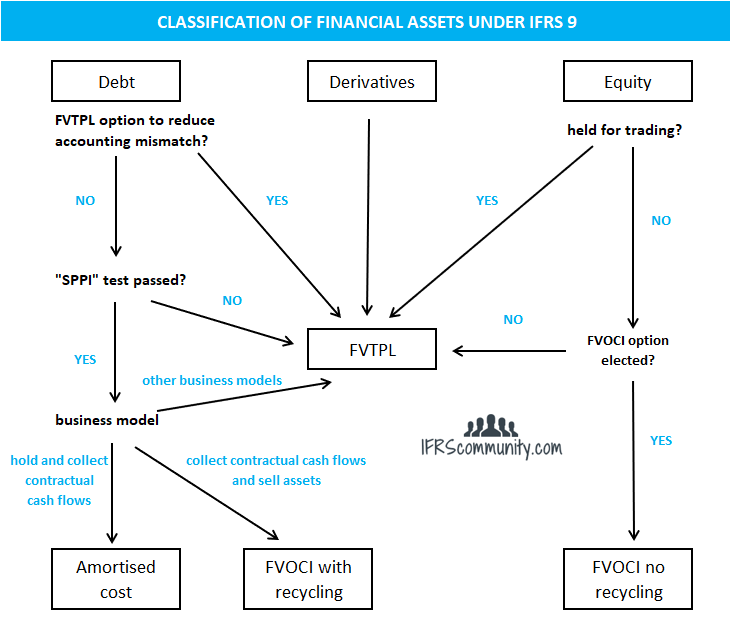 CLASSIFICATION OF FINANCIAL ASSETS UNDER IFRS 9
Debt
Derivatives
Equity
FVTPL option to reduce
accounting mismatch?
held for trading?
NO
YES
YES
NO
"SPPI" test passed?
NO
NO
FVTPL
FVOCI option
elected?
YES
other business models
business model
IFRScommunity.com
YES
hold and collect
contractual
cash flows
collect contractual cash flows
and sell assets
Amortised
cost
FVOCI with
recycling
FVOCI no
recycling